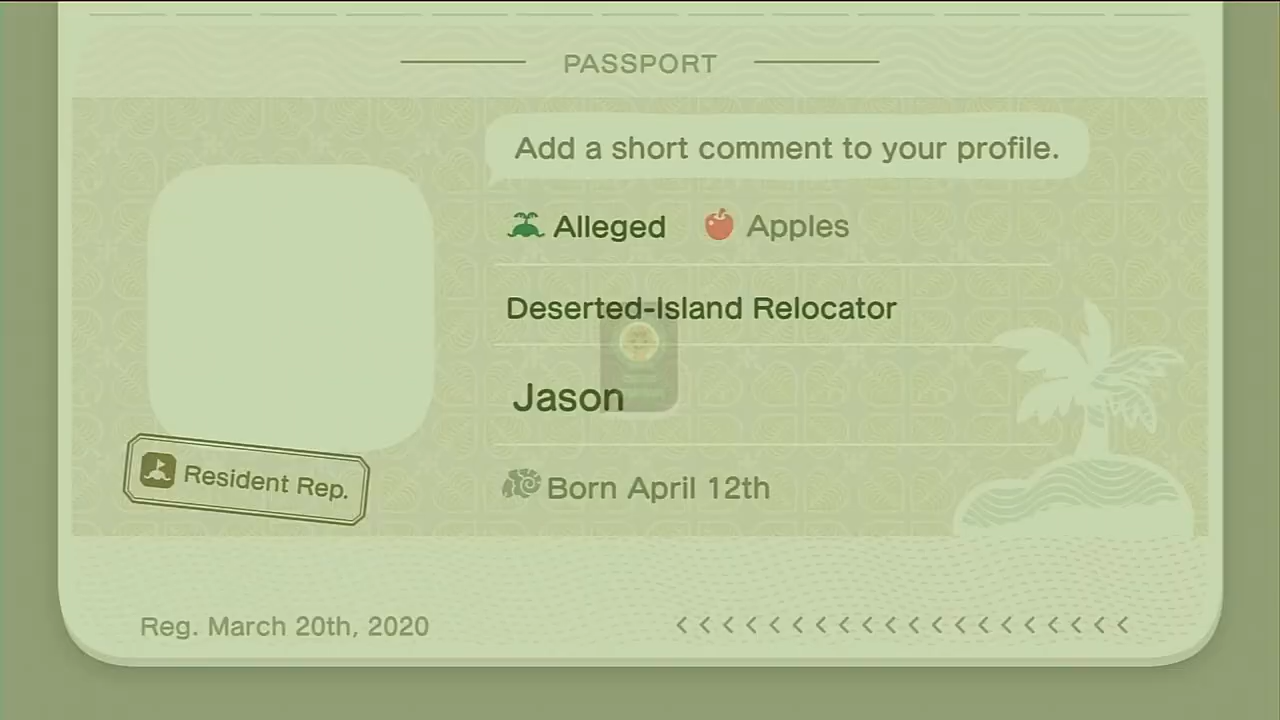 PASSPORT
Add a short comment to your profile.
Alleged Apples
Deserted-Island Relocator
Jason
Resident Rep.
Born April 12th
Reg. March 20th, 2020 <<<<<<<<<<<<<<<<<<<<